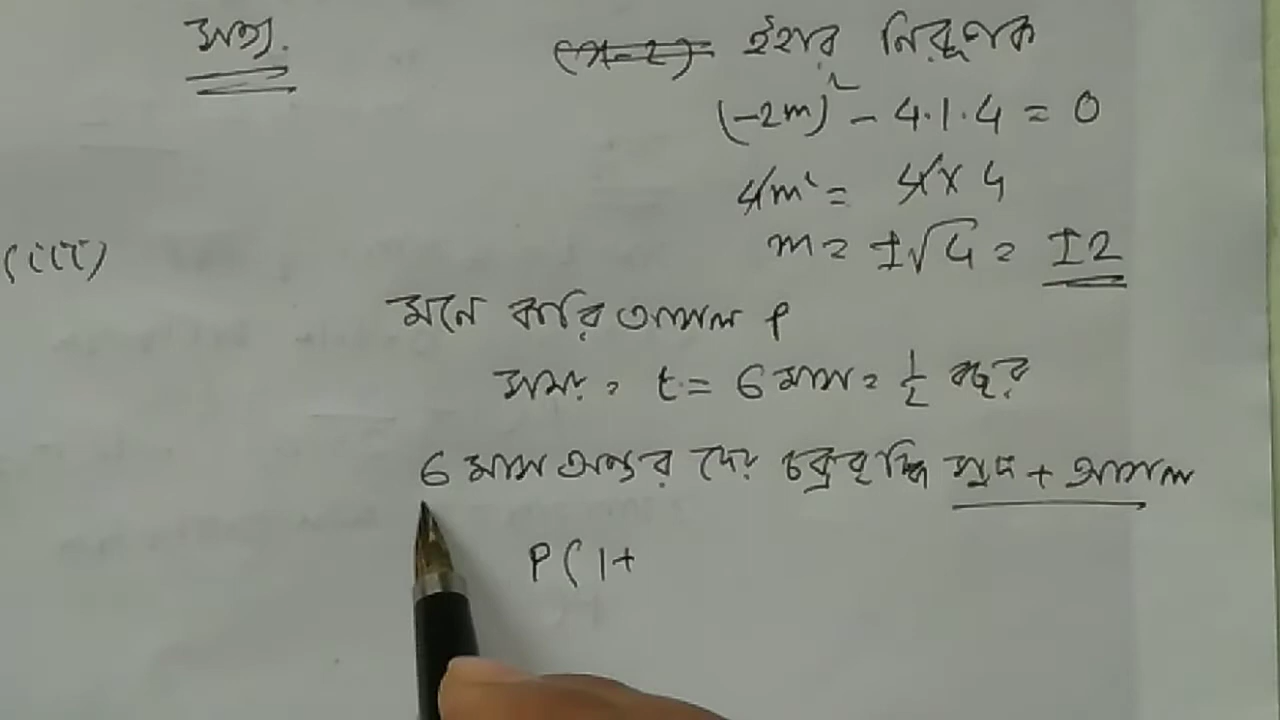 সত্য.
ইহার নিরূপক
(-2m)² - 4.1.4 = 0
4m² = 4 x 4
m = ±√4 = ±2
(iii)
মনে করি আসল P
সময় = t = 6 মাস = 1/2 বছর
6 মাস অন্তর দেয় চক্রবৃদ্ধি সুদ + আসল
P(1+